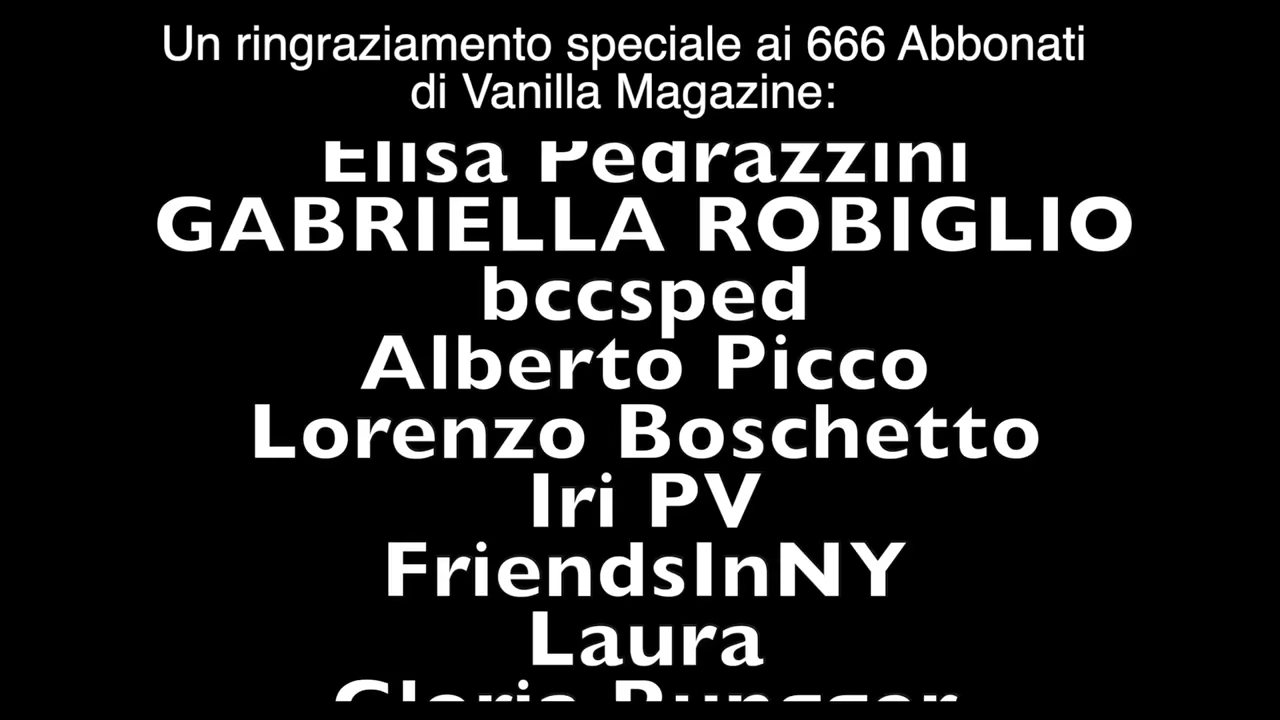 Un ringraziamento speciale ai 666 Abbonati
di Vanilla Magazine:
Elisa Pedrazzini
GABRIELLA ROBIGLIO
bccsped
Alberto Picco
Lorenzo Boschetto
Iri PV
FriendsInNY
Laura
Gloria